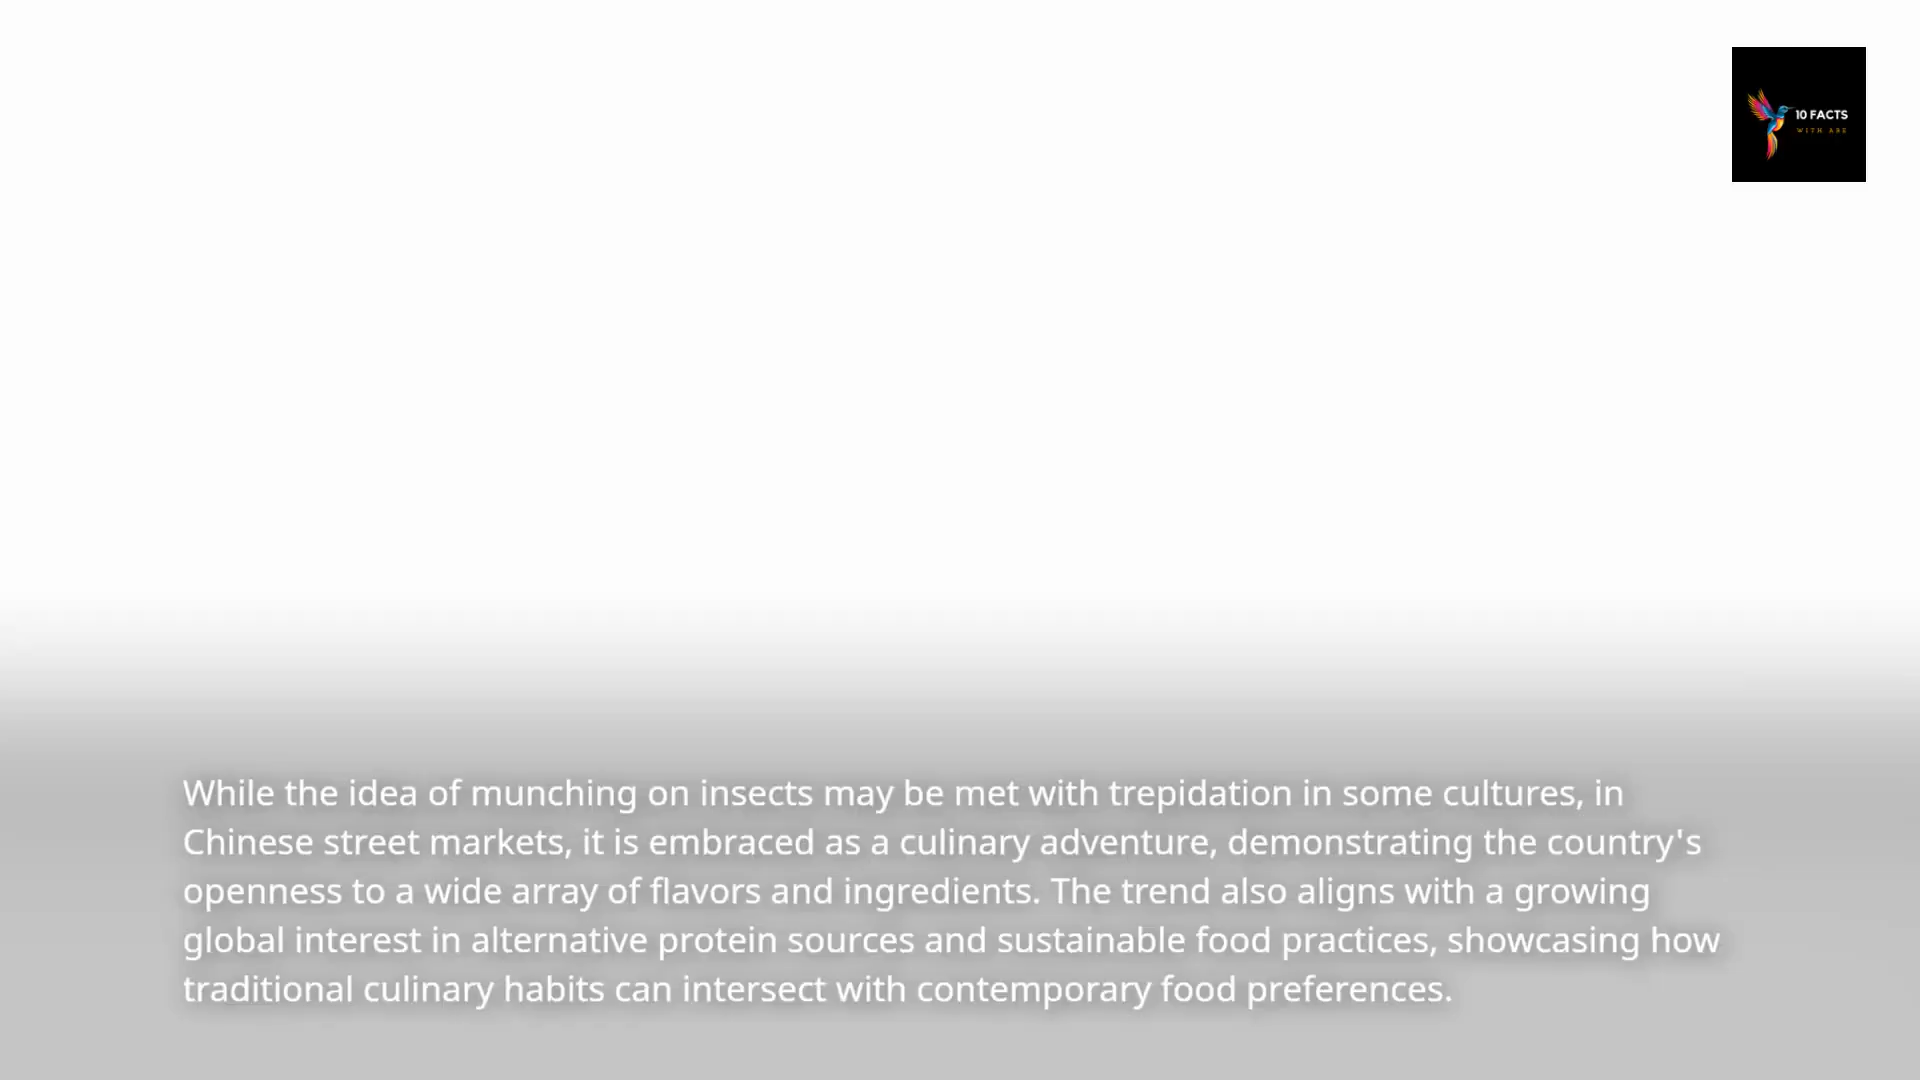 10 FACTS
WITH ABE
While the idea of munching on insects may be met with trepidation in some cultures, in
Chinese street markets, it is embraced as a culinary adventure, demonstrating the country's
openness to a wide array of flavors and ingredients. The trend also aligns with a growing
global interest in alternative protein sources and sustainable food practices, showcasing how
traditional culinary habits can intersect with contemporary food preferences.